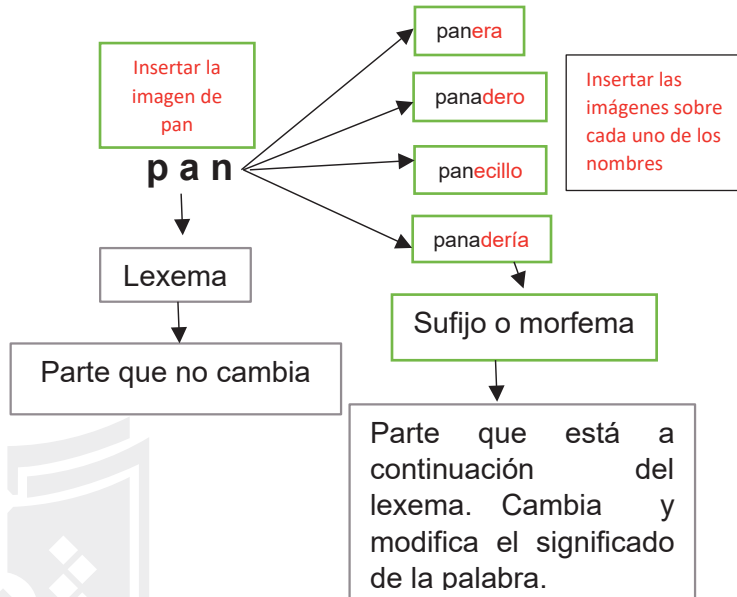 panera
Insertar la
imagen de
pan
panadero
Insertar las
imágenes sobre
cada uno de los
nombres
pan
panecillo
panadería
Lexema
Sufijo o morfema
Parte que no cambia
Parte que está a
continuación del
lexema. Cambia y
modifica el significado
de la palabra.